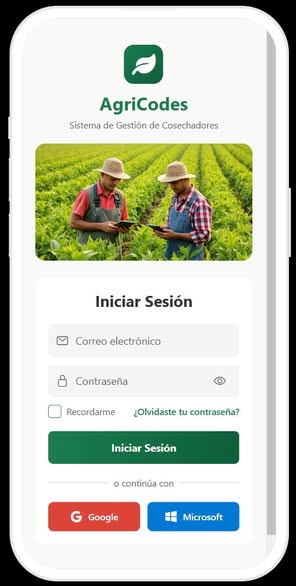 AgriCodes
Sistema de Gestión de Cosechadores
Iniciar Sesión
Correo electrónico
Contraseña
Recordarme ¿Olvidaste tu contraseña?
Iniciar Sesión
o continúa con
Google Microsoft